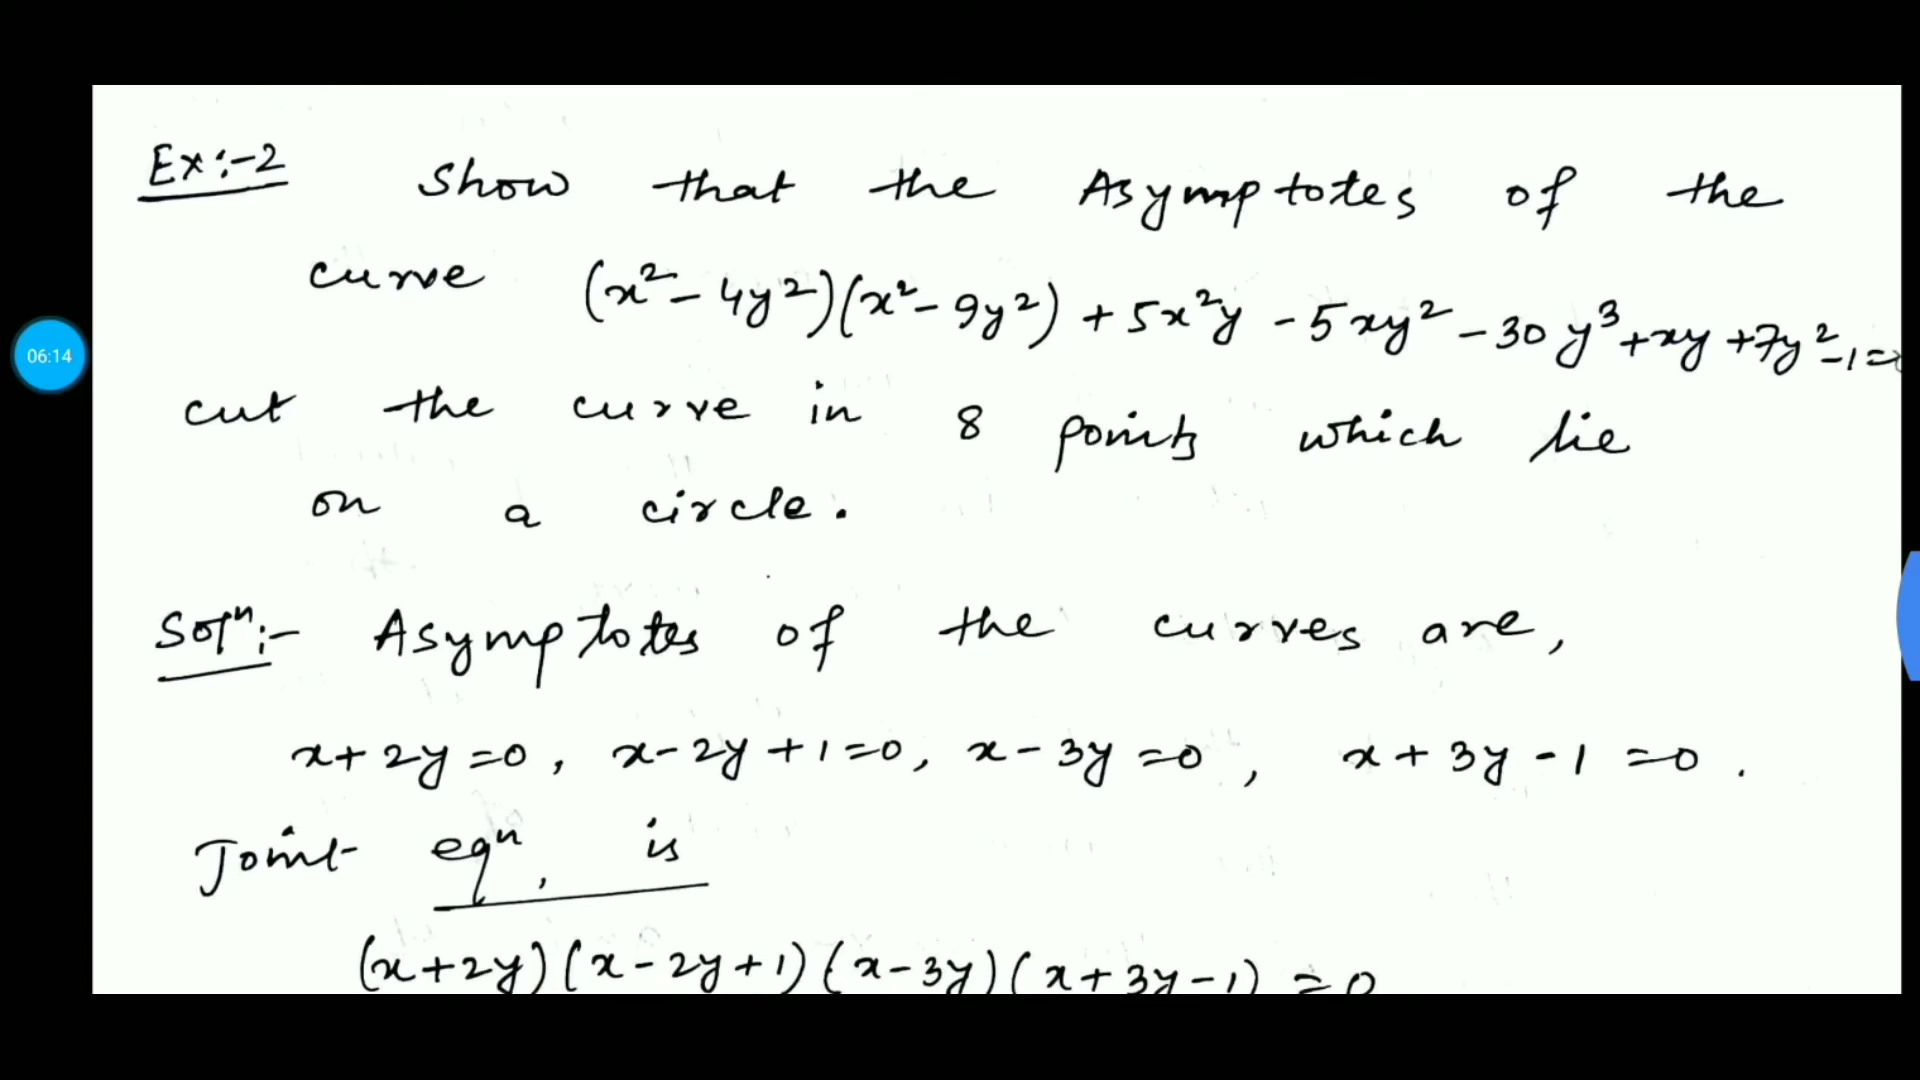 Ex:-2 Show that the Asymptotes of the
curve (x²-4y²)(x²-9y²)+5x²y-5xy²-30y³+xy+7y²-1=0
cut the curve in 8 points which lie
on a circle.
06:14
Solⁿ:- Asymptotes of the curves are,
x+2y=0, x-2y+1=0, x-3y=0, x+3y-1=0.
Joint eqⁿ, is
(x+2y)(x-2y+1)(x-3y)(x+3y-1)=0